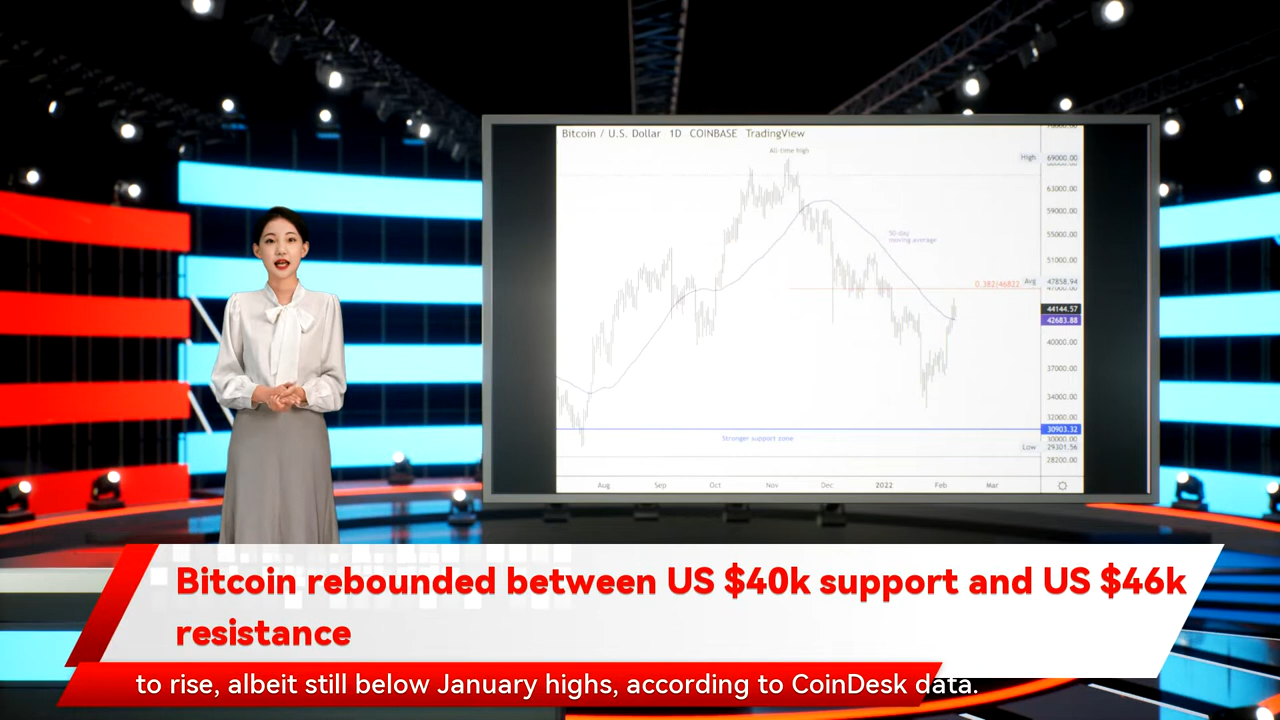 Bitcoin / U.S. Dollar 1D COINBASE TradingView
All-time high
High 69000.00
63000.00
59000.00
50-day
moving average
55000.00
51000.00
0.382(46822
Avg 47858.94
47000.00
44144.57
42683.88
40000.00
37000.00
34000.00
32000.00
30903.32
Stronger support zone
30000.00
Low 29301.56
28200.00
Aug Sep Oct Nov Dec 2022 Feb Mar
Bitcoin rebounded between US $40k support and US $46k
resistance
to rise, albeit still below January highs, according to CoinDesk data.